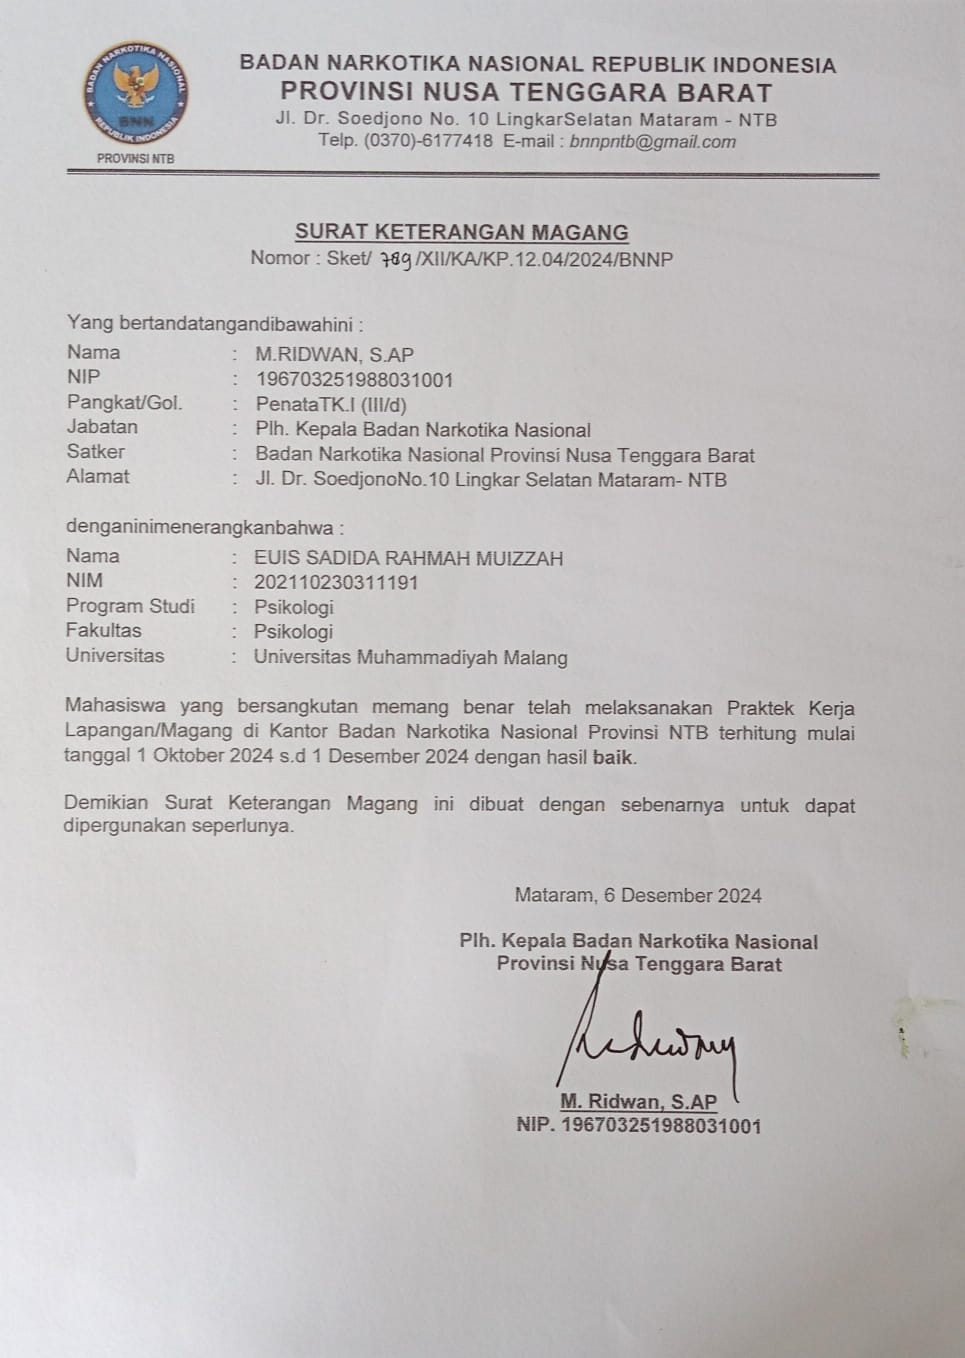 BADAN NARKOTIKA NASIONAL
BNN
REPUBLIK INDONESIA
PROVINSI NTB
BADAN NARKOTIKA NASIONAL REPUBLIK INDONESIA
PROVINSI NUSA TENGGARA BARAT
Jl. Dr. Soedjono No. 10 LingkarSelatan Mataram - NTB
Telp. (0370)-6177418 E-mail : bnnpntb@gmail.com
SURAT KETERANGAN MAGANG
Nomor : Sket/ 789 /XII/KA/KP.12.04/2024/BNNP
Yang bertandatangandibawahini :
Nama : M.RIDWAN, S.AP
NIP : 196703251988031001
Pangkat/Gol. : PenataTK.I (III/d)
Jabatan : Plh. Kepala Badan Narkotika Nasional
Satker : Badan Narkotika Nasional Provinsi Nusa Tenggara Barat
Alamat : Jl. Dr. SoedjonoNo.10 Lingkar Selatan Mataram- NTB
denganinimenerangkanbahwa :
Nama : EUIS SADIDA RAHMAH MUIZZAH
NIM : 202110230311191
Program Studi : Psikologi
Fakultas : Psikologi
Universitas : Universitas Muhammadiyah Malang
Mahasiswa yang bersangkutan memang benar telah melaksanakan Praktek Kerja
Lapangan/Magang di Kantor Badan Narkotika Nasional Provinsi NTB terhitung mulai
tanggal 1 Oktober 2024 s.d 1 Desember 2024 dengan hasil baik.
Demikian Surat Keterangan Magang ini dibuat dengan sebenarnya untuk dapat
dipergunakan seperlunya.
Mataram, 6 Desember 2024
Plh. Kepala Badan Narkotika Nasional
Provinsi Nusa Tenggara Barat
M. Ridwan, S.AP
NIP. 196703251988031001